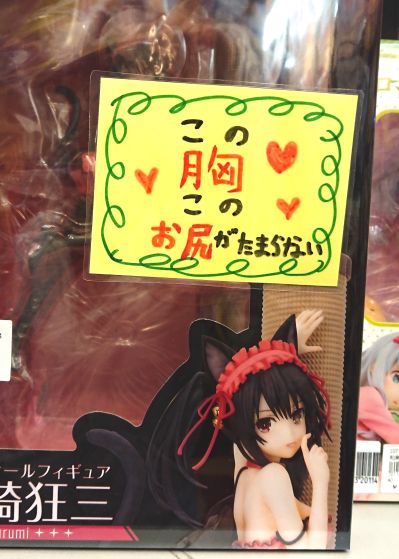 この
胸
この
お尻がたまらない
ールフィギュア
崎狂三
urumi
20114